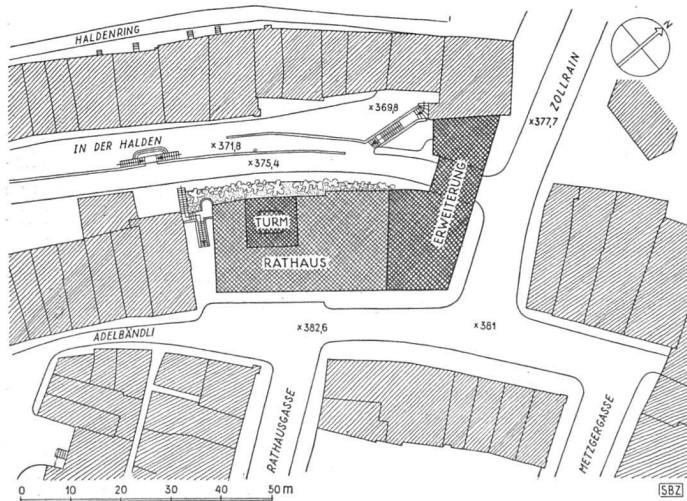 HALDENRING
N
ZOLLRAIN
x 369,8
x 377,7
IN DER HALDEN
x 371,8
x 375,4
ERWEITERUNG
TURM
RATHAUS
x 382,6
x 381
ADELBÄNDLI
RATHAUSGASSE
METZGERGASSE
0 10 20 30 40 50 m
SBZ